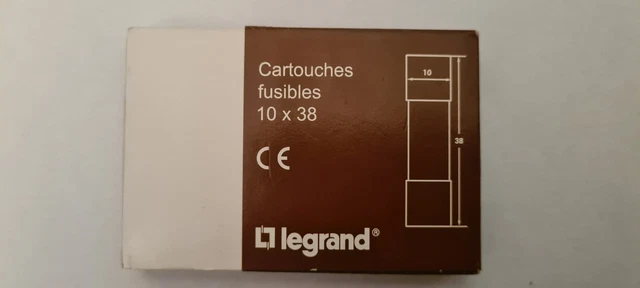 Cartouches
fusibles
10 x 38
CE
legrand®
10
38